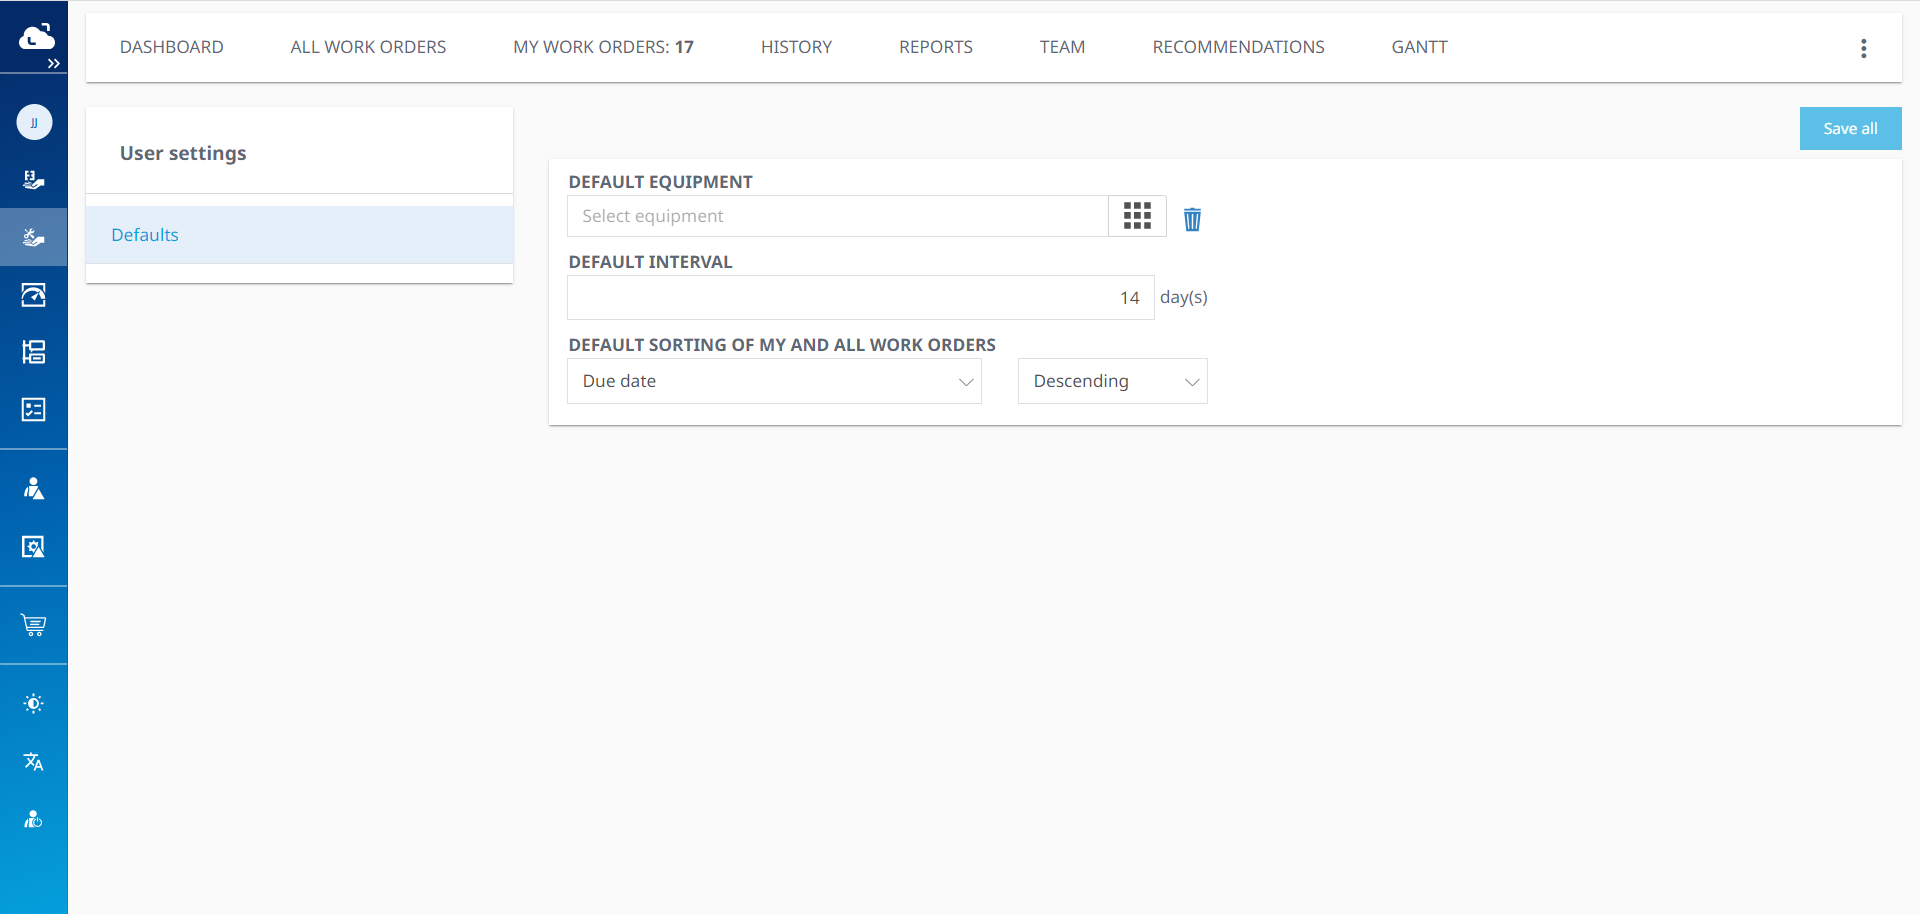 DASHBOARD ALL WORK ORDERS MY WORK ORDERS: 17 HISTORY REPORTS TEAM RECOMMENDATIONS GANTT
JJ
User settings
Defaults
Save all
DEFAULT EQUIPMENT
Select equipment
DEFAULT INTERVAL
14 day(s)
DEFAULT SORTING OF MY AND ALL WORK ORDERS
Due date Descending